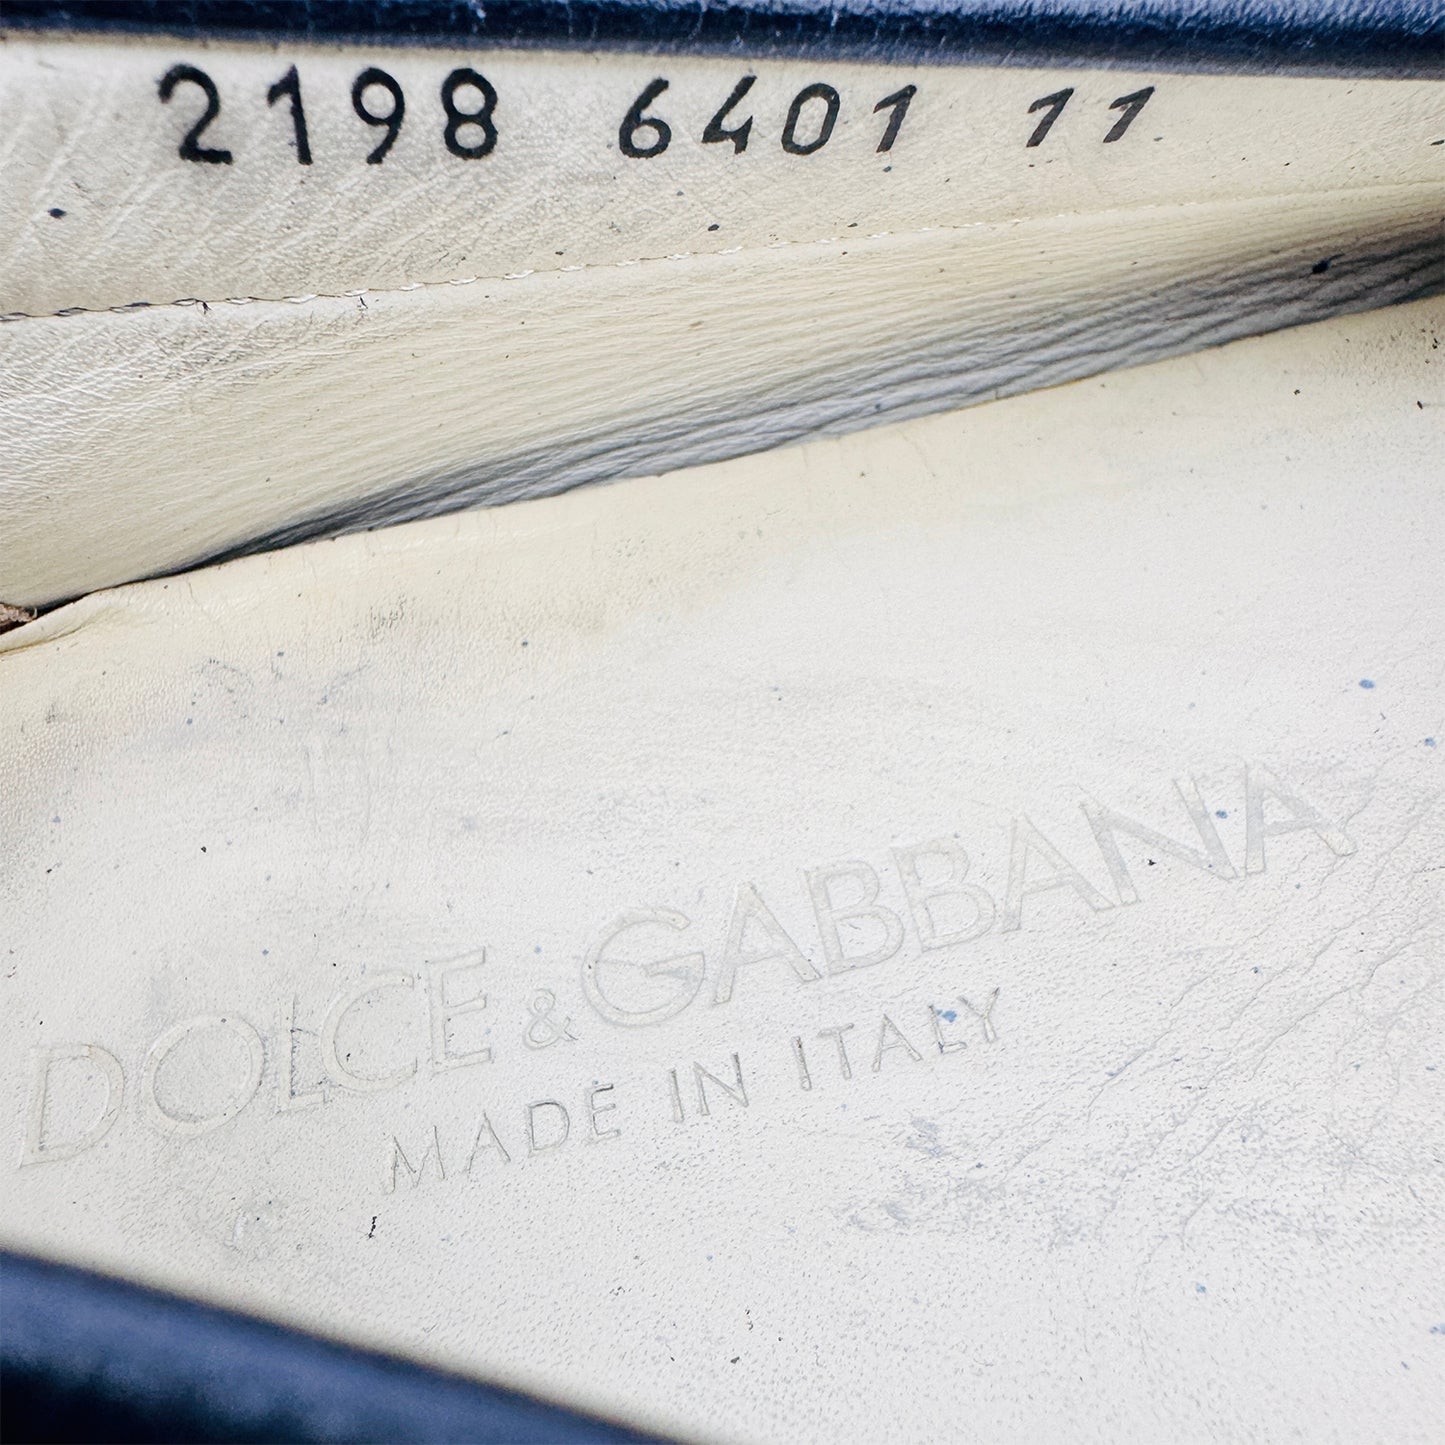 2198 6401 11
DOLCE & GABBANA
MADE IN ITALY